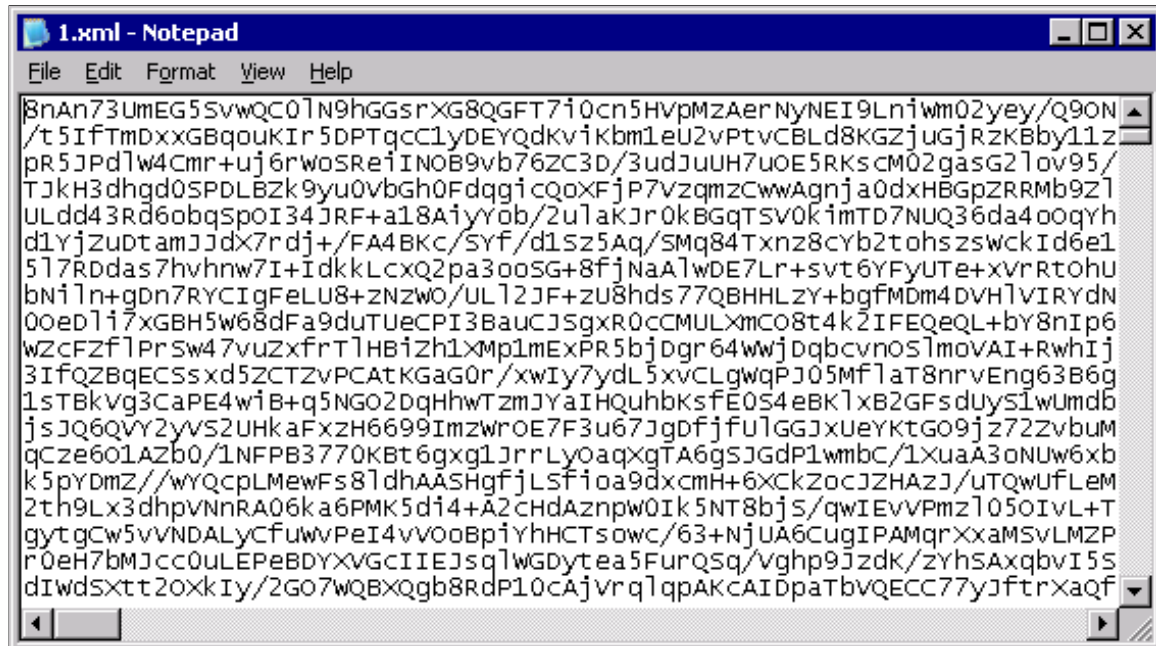 1.xml - Notepad
File Edit Format View Help
8nAn73UmEG5SvwQC0lN9hGGsrXG8QGFT7i0cn5HVpMzAerNyNEI9Lniwm02yey/Q9ON
/t5IfTmDxxGBqouKIr5DPTqcC1yDEYQdKviKbm1eU2vPtvCBLd8KGZjuGjRzKBby11z
pR5JPdlW4Cmr+uj6rWoSReiINOB9vb76ZC3D/3udJuUH7uOE5RKscM02gasG2lov95/
TJkH3dhgd0SPDLBZk9yu0VbGh0FdqgicQoXFjP7VzqmzCwwAgnja0dxHBGpZRRMb9Zl
ULdd43Rd6obqSpOI34JRF+a18AiyYob/2ulaKJr0kBGqTSV0kimTD7NUQ36da4oOqYh
d1YjZuDtamJJdX7rdj+/FA4BKc/SYf/d1Sz5Aq/SMq84Txnz8cYb2tohszsWckId6e1
5l7RDdas7hvhnw7I+IdkkLcxQ2pa3ooSG+8fjNaAlwDE7Lr+svt6YFyUTe+xVrRtOhU
bNiln+gDn7RYCIgFeLU8+zNzWO/ULl2JF+zU8hds77QBHHLzY+bgfMDm4DVHlVIRYdN
0OeDli7xGBH5W68dFa9duTUeCPI3BauCJSgxR0cCMULXmCO8t4k2IFEQeQL+bY8nIp6
wZcFZflPrSw47vuZxfrTlHBiZh1XMp1mExPR5bjDgr64WWjDqbcvnOSlmoVAI+RwhIj
3IfQZBqECSsxd5ZCTZvPCAtKGaG0r/xwIy7ydL5xvCLgWqPJ05MflaT8nrvEng63B6g
1sTBkVg3CaPE4wiB+q5NGO2DqHhwTzmJYaIHQuhbKsfE0S4eBKlxB2GFsdUyS1wUmdb
jsJQ6QVY2yVS2UHkaFxzH6699ImzWrOE7F3u67JgDfjfUlGGJxUeYKtGO9jz72ZvbuM
qCze6O1AZb0/1NFPB3770KBt6gxg1JrrLyOaqXgTA6gSJGdP1wmbC/1XuaA3oNUw6xb
k5pYDmZ//wYQcpLMewFs8ldhAASHgfjLSfioa9dxcmH+6XCkZocJZHAzJ/uTQwUfLeM
2th9Lx3dhpVNnRA06ka6PMK5di4+A2cHdAznpW0Ik5NT8bjS/qwIEvVPmzl05OIvL+T
gytgCw5vVNDALyCfuWvPeI4vVOoBpiYhHCTsowc/63+NjUA6CugIPAMqrXxaMSvLMZP
r0eH7bMJcc0uLEPeBDYXVGcIIEJsqlWGDytea5FurQSq/Vghp9JzdK/zYhSAxqbvI5S
dIWdSXtt2OXkIy/2GO7WQBXQgb8RdP10cAjVrqlqpAKcAIDpaTbVQECC77yJftrXaQf